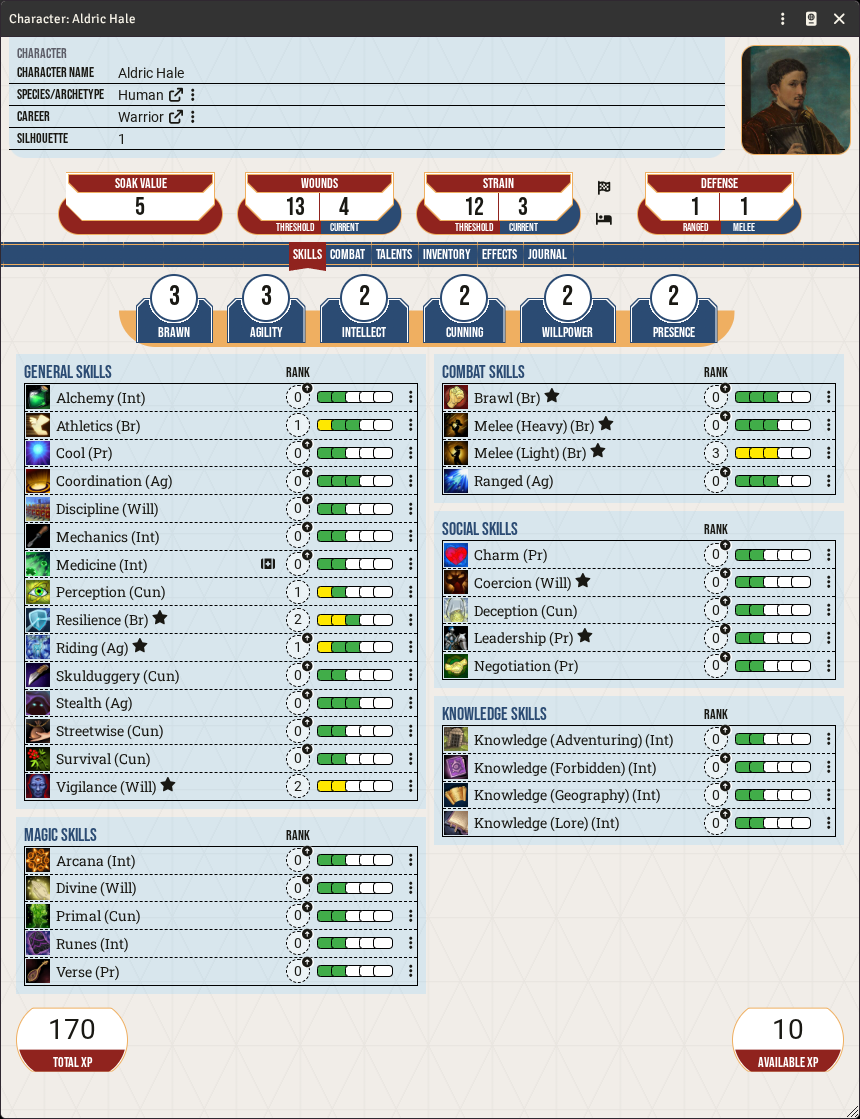 Character: Aldric Hale
CHARACTER
CHARACTER NAME Aldric Hale
SPECIES/ARCHETYPE Human
CAREER Warrior
SILHOUETTE 1
SOAK VALUE WOUNDS STRAIN DEFENSE
5 13 4 12 3 1 1
THRESHOLD CURRENT THRESHOLD CURRENT RANGED MELEE
SKILLS COMBAT TALENTS INVENTORY EFFECTS JOURNAL
3 3 2 2 2 2
BRAWN AGILITY INTELLECT CUNNING WILLPOWER PRESENCE
GENERAL SKILLS RANK
Alchemy (Int) 0
Athletics (Br) 1
Cool (Pr) 0
Coordination (Ag) 0
Discipline (Will) 0
Mechanics (Int) 0
Medicine (Int) 0
Perception (Cun) 1
Resilience (Br) 2
Riding (Ag) 1
Skulduggery (Cun) 0
Stealth (Ag) 0
Streetwise (Cun) 0
Survival (Cun) 0
Vigilance (Will) 2
MAGIC SKILLS RANK
Arcana (Int) 0
Divine (Will) 0
Primal (Cun) 0
Runes (Int) 0
Verse (Pr) 0
COMBAT SKILLS RANK
Brawl (Br) 0
Melee (Heavy) (Br) 0
Melee (Light) (Br) 3
Ranged (Ag) 0
SOCIAL SKILLS RANK
Charm (Pr) 0
Coercion (Will) 0
Deception (Cun) 0
Leadership (Pr) 0
Negotiation (Pr) 0
KNOWLEDGE SKILLS RANK
Knowledge (Adventuring) (Int) 0
Knowledge (Forbidden) (Int) 0
Knowledge (Geography) (Int) 0
Knowledge (Lore) (Int) 0
170 10
TOTAL XP AVAILABLE XP